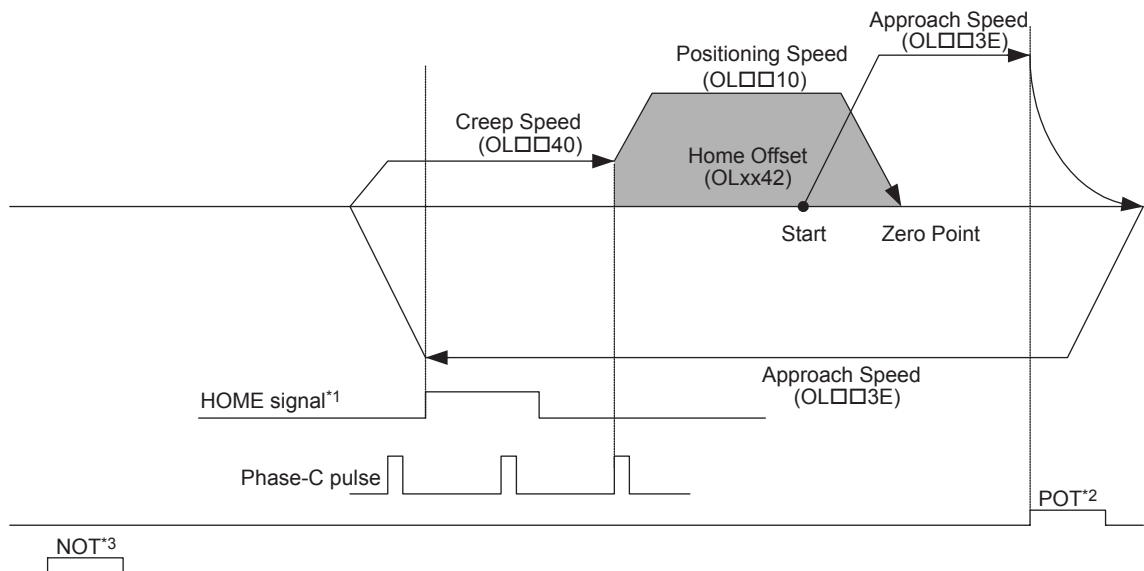 Approach Speed
(OL□□3E)
Positioning Speed
(OL□□10)
Creep Speed
(OL□□40)
Home Offset
(OLxx42)
Start
Zero Point
Approach Speed
(OL□□3E)
HOME signal*1
Phase-C pulse
POT*2
NOT*3